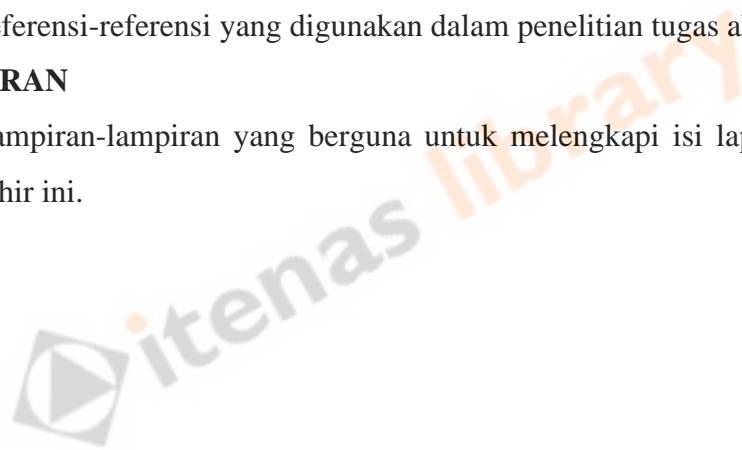 eferensi-referensi yang digunakan dalam penelitian tugas a
RAN
ampiran-lampiran yang berguna untuk melengkapi isi la
hir ini.
itenas library